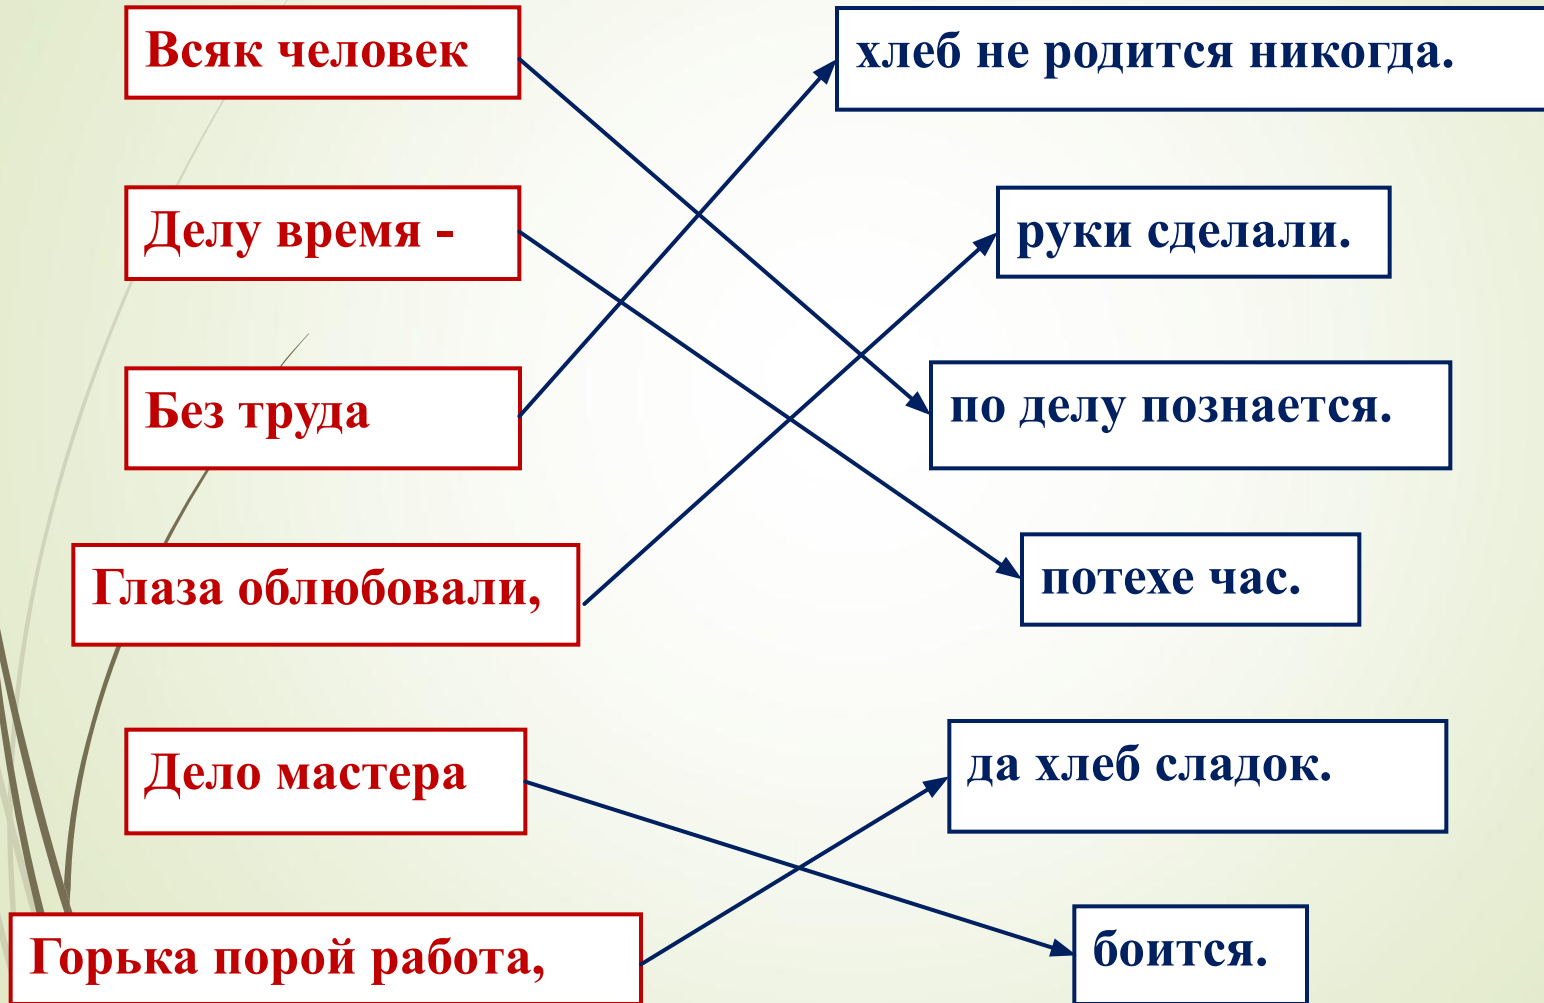 Всяк человек
хлеб не родится никогда.
Делу время -
руки сделали.
Без труда
по делу познается.
Глаза облюбовали,
потехе час.
Дело мастера
да хлеб сладок.
Горька порой работа,
боится.